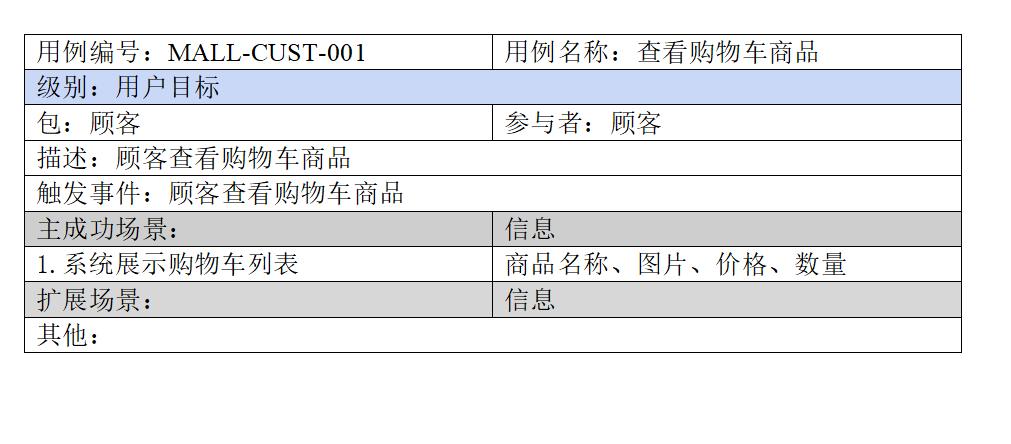 用例编号：MALL-CUST-001 用例名称：查看购物车商品
级别：用户目标
包：顾客 参与者：顾客
描述：顾客查看购物车商品
触发事件：顾客查看购物车商品
主成功场景： 信息
1.系统展示购物车列表 商品名称、图片、价格、数量
扩展场景： 信息
其他：